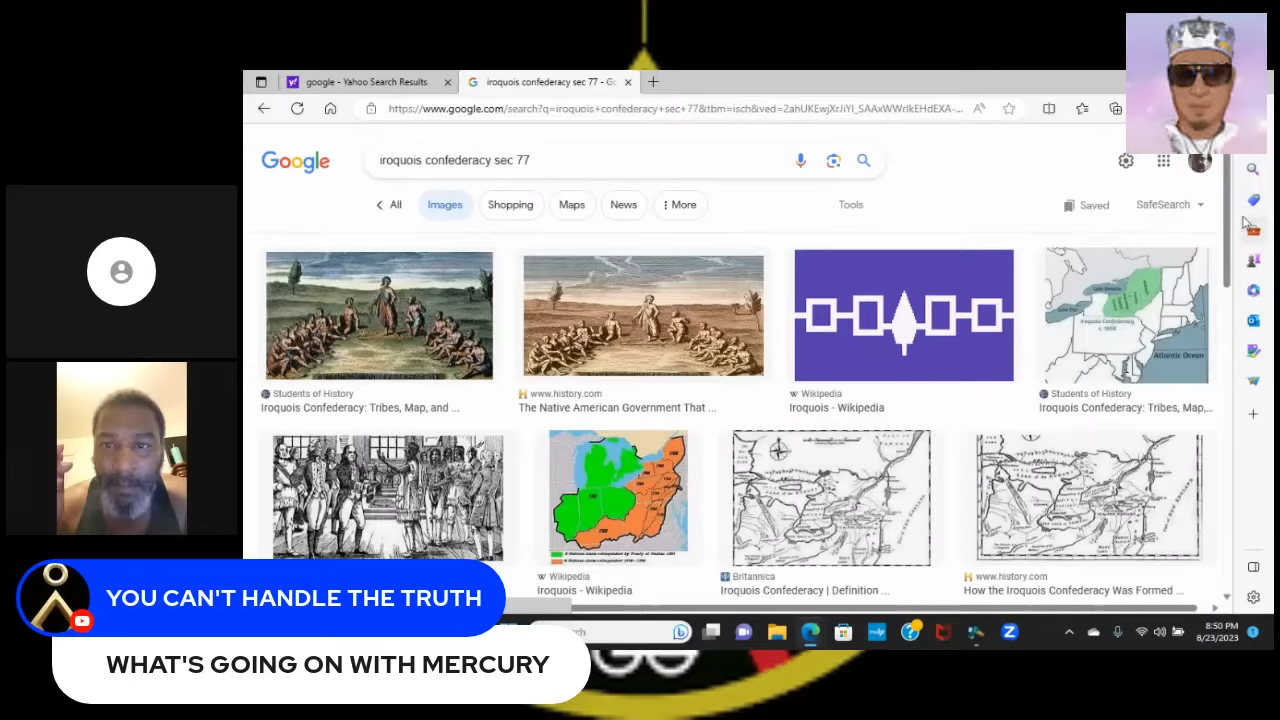 google - Yahoo Search Results
iroquois confederacy sec 77 - Go
https://www.google.com/search?q=iroquois+confederacy+sec+77&tbm=isch&ved=2ahUKEwjXrJiYl_SAAxWWrIkEHdEXA-...
Google
iroquois confederacy sec 77
All
Images
Shopping
Maps
News
More
Tools
Saved
SafeSearch
Atlantic Ocean
Students of History
Iroquois Confederacy: Tribes, Map, and ...
www.history.com
The Native American Government That ...
Wikipedia
Iroquois - Wikipedia
Students of History
Iroquois Confederacy: Tribes, Map,...
Wikipedia
Iroquois - Wikipedia
Britannica
Iroquois Confederacy | Definition ...
www.history.com
How the Iroquois Confederacy Was Formed ...
8:50 PM
8/23/2023
YOU CAN'T HANDLE THE TRUTH
WHAT'S GOING ON WITH MERCURY